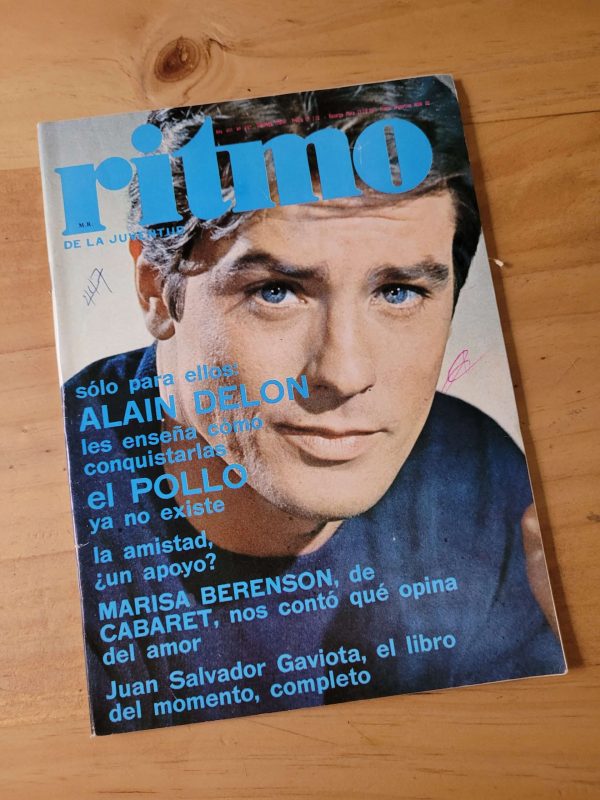 ritmo
M.R.
DE LA JUVENTUD
447
sólo para ellos:
ALAIN DELON
les enseña cómo
conquistarlas
el POLLO
ya no existe
la amistad,
¿un apoyo?
MARISA BERENSON, de
CABARET, nos contó qué opina
del amor
Juan Salvador Gaviota, el libro
del momento, completo